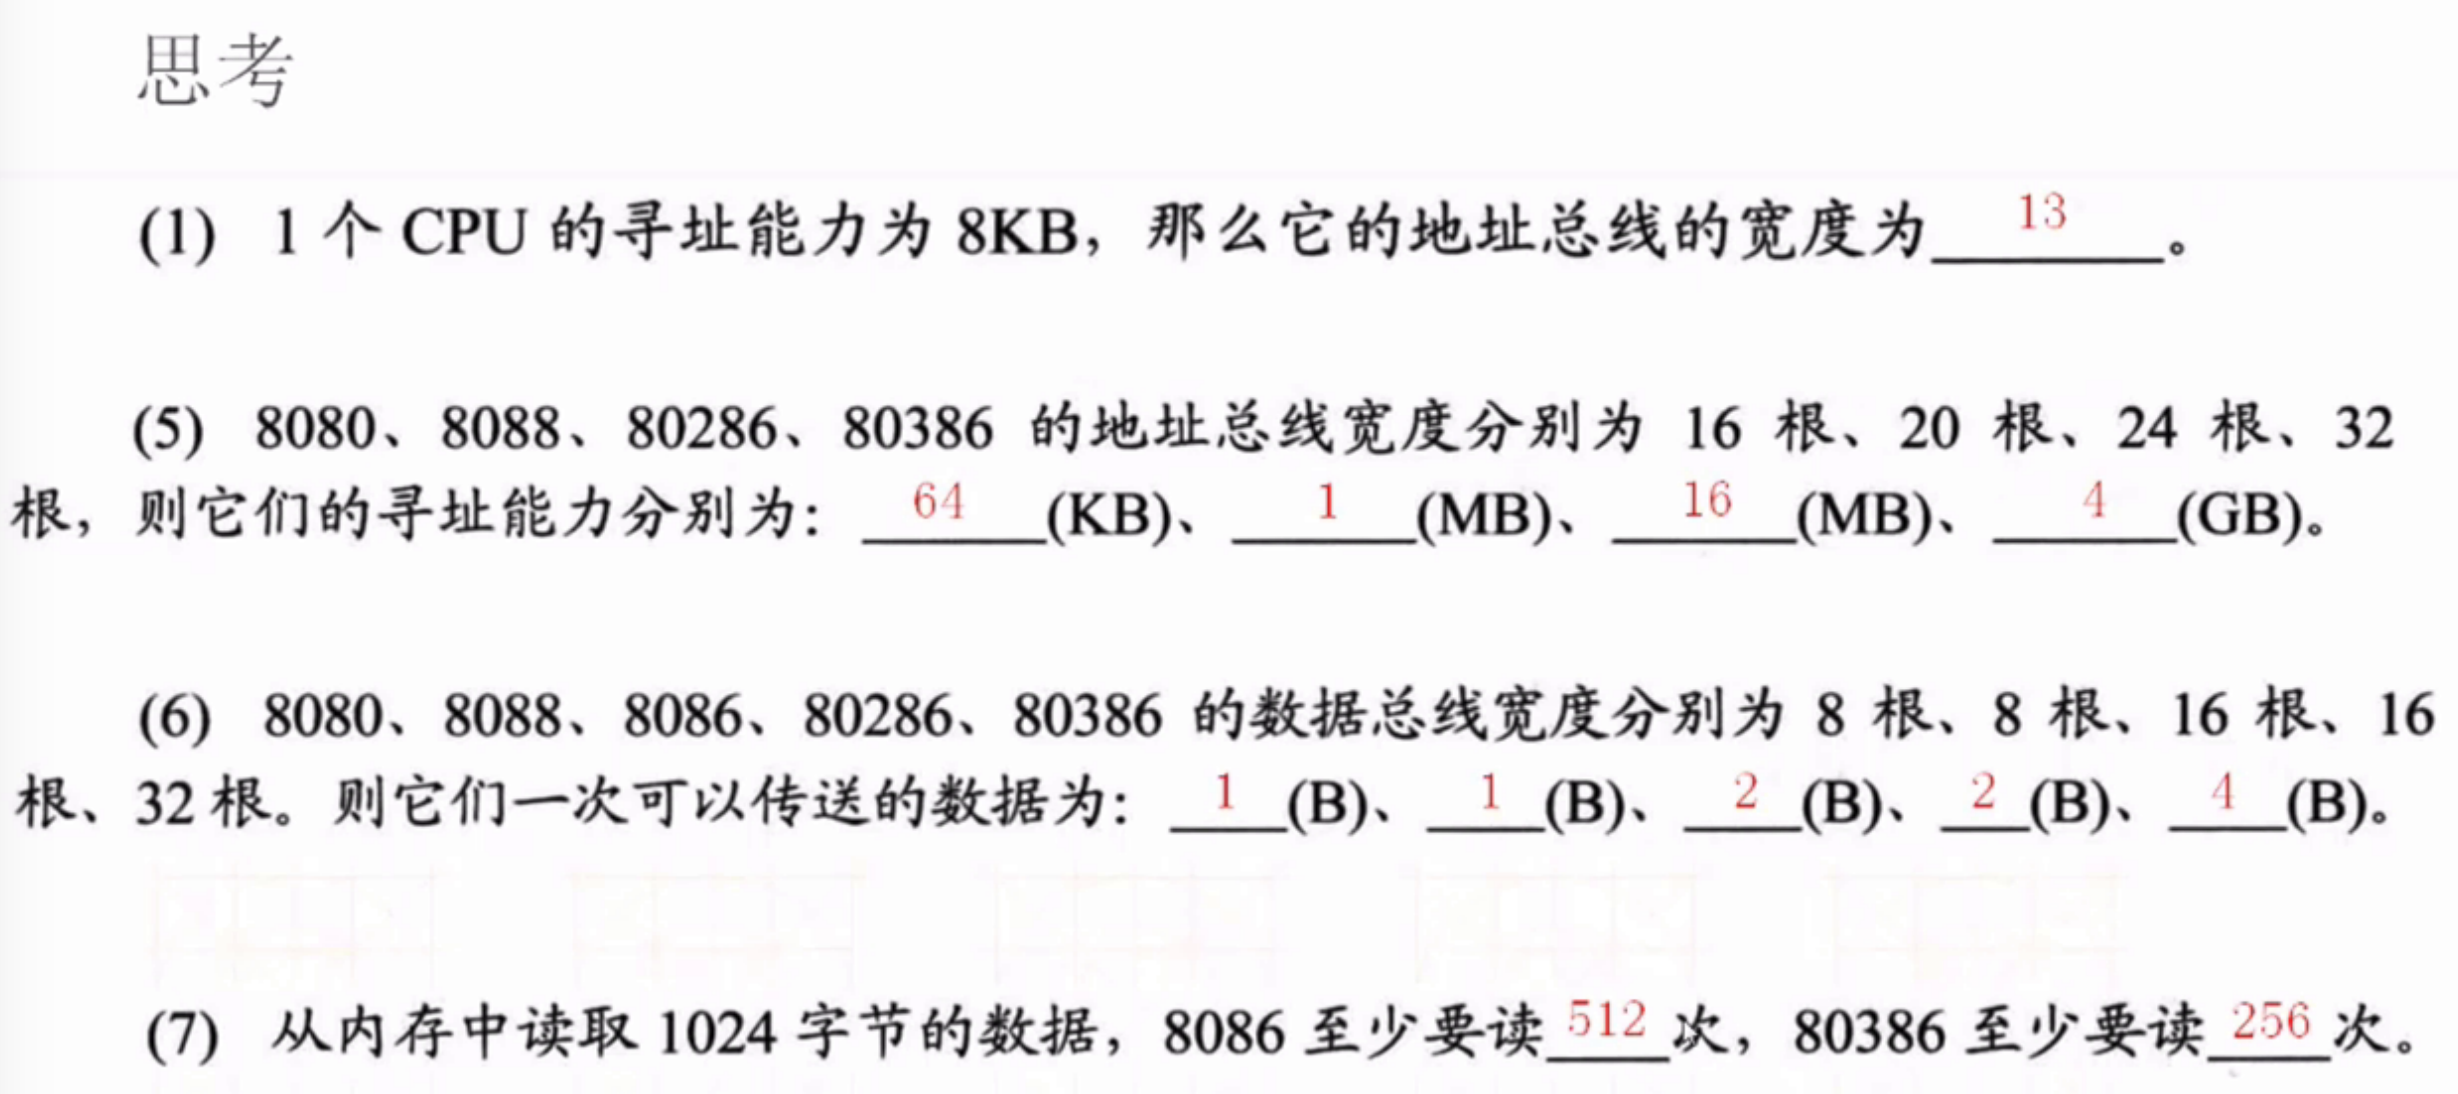 思考
(1) 1 个 CPU 的寻址能力为 8KB，那么它的地址总线的宽度为 13 。
(5) 8080、8088、80286、80386 的地址总线宽度分别为 16 根、20 根、24 根、32
根，则它们的寻址能力分别为： 64 (KB)、 1 (MB)、 16 (MB)、 4 (GB)。
(6) 8080、8088、8086、80286、80386 的数据总线宽度分别为 8 根、8 根、16 根、16
根、32 根。则它们一次可以传送的数据为： 1 (B)、 1 (B)、 2 (B)、 2 (B)、 4 (B)。
(7) 从内存中读取 1024 字节的数据，8086 至少要读 512 次，80386 至少要读 256 次。